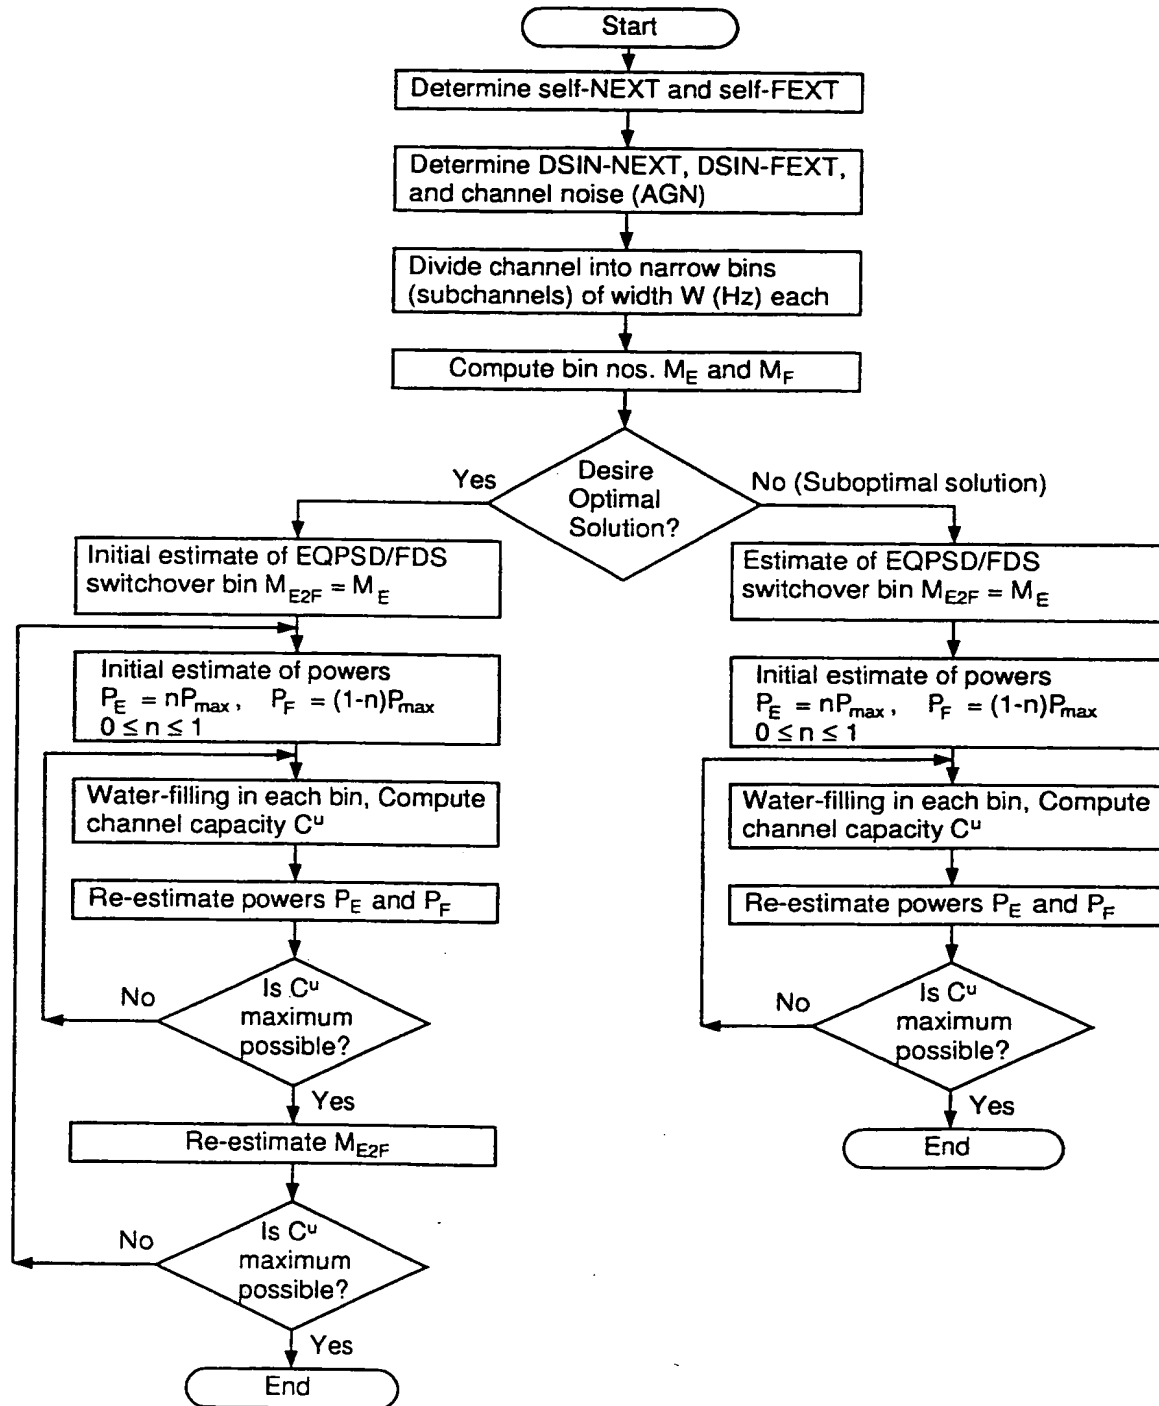 Start
Determine self-NEXT and self-FEXT
Determine DSIN-NEXT, DSIN-FEXT,
and channel noise (AGN)
Divide channel into narrow bins
(subchannels) of width W (Hz) each
Compute bin nos. M_E and M_F
Desire
Optimal
Solution?
Yes
No (Suboptimal solution)
Initial estimate of EQPSD/FDS
switchover bin M_E2F = M_E
Initial estimate of powers
P_E = nP_max, P_F = (1-n)P_max
0 ≤ n ≤ 1
Water-filling in each bin, Compute
channel capacity C^u
Re-estimate powers P_E and P_F
Is C^u
maximum
possible?
No
Yes
Re-estimate M_E2F
Is C^u
maximum
possible?
No
Yes
End
Estimate of EQPSD/FDS
switchover bin M_E2F = M_E
Initial estimate of powers
P_E = nP_max, P_F = (1-n)P_max
0 ≤ n ≤ 1
Water-filling in each bin, Compute
channel capacity C^u
Re-estimate powers P_E and P_F
Is C^u
maximum
possible?
No
Yes
End